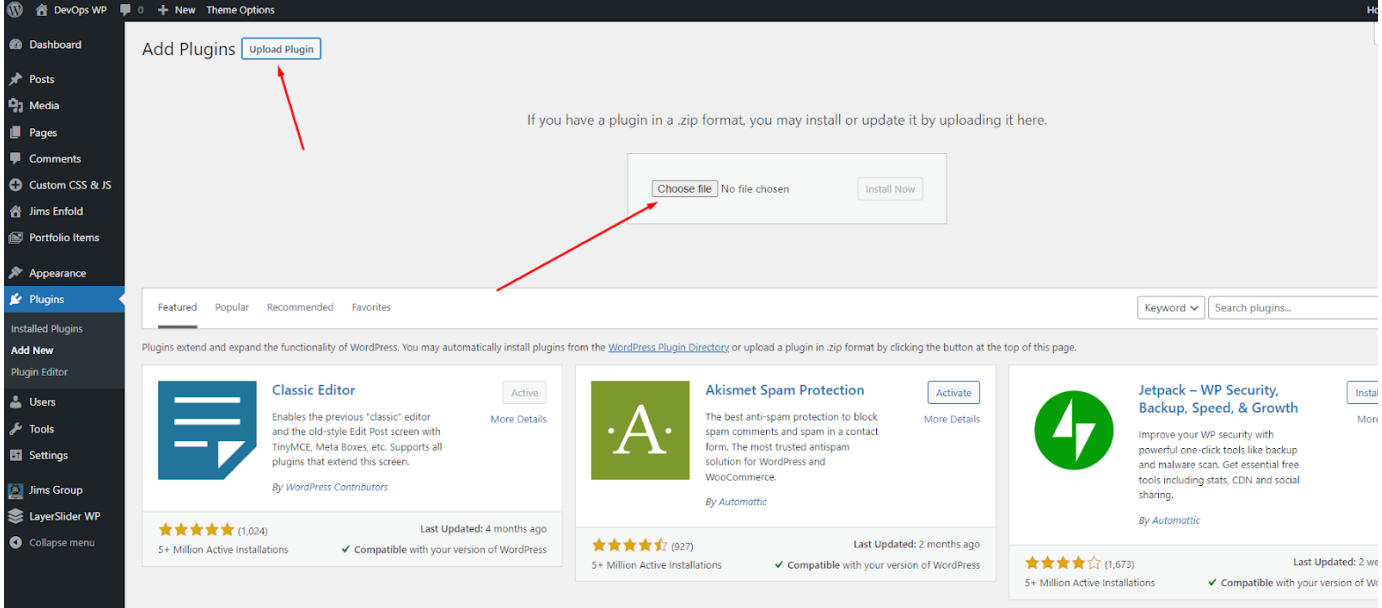 DevOps WP 0 New Theme Options
Dashboard
Posts
Media
Pages
Comments
Custom CSS & JS
Jims Enfold
Portfolio Items
Appearance
Plugins
Installed Plugins
Add New
Plugin Editor
Users
Tools
Settings
Jims Group
LayerSlider WP
Collapse menu
Add Plugins Upload Plugin
If you have a plugin in a .zip format, you may install or update it by uploading it here.
Choose file No file chosen Install Now
Featured Popular Recommended Favorites Keyword Search plugins...
Plugins extend and expand the functionality of WordPress. You may automatically install plugins from the WordPress Plugin Directory or upload a plugin in .zip format by clicking the button at the top of this page.
Classic Editor
Active
More Details
Enables the previous "classic" editor
and the old-style Edit Post screen with
TinyMCE, Meta Boxes, etc. Supports all
plugins that extend this screen.
By WordPress Contributors
(1,024)
Last Updated: 4 months ago
5+ Million Active Installations
Compatible with your version of WordPress
·A·
Akismet Spam Protection
Activate
More Details
The best anti-spam protection to block
spam comments and spam in a contact
form. The most trusted antispam
solution for WordPress and
WooCommerce.
By Automattic
(927)
Last Updated: 2 months ago
5+ Million Active Installations
Compatible with your version of WordPress
Jetpack – WP Security,
Backup, Speed, & Growth
Improve your WP security with
powerful one-click tools like backup
and malware scan. Get essential free
tools including stats, CDN and social
sharing.
By Automattic
(1,673)
Last Updated: 2
5+ Million Active Installations
Compatible with your version of